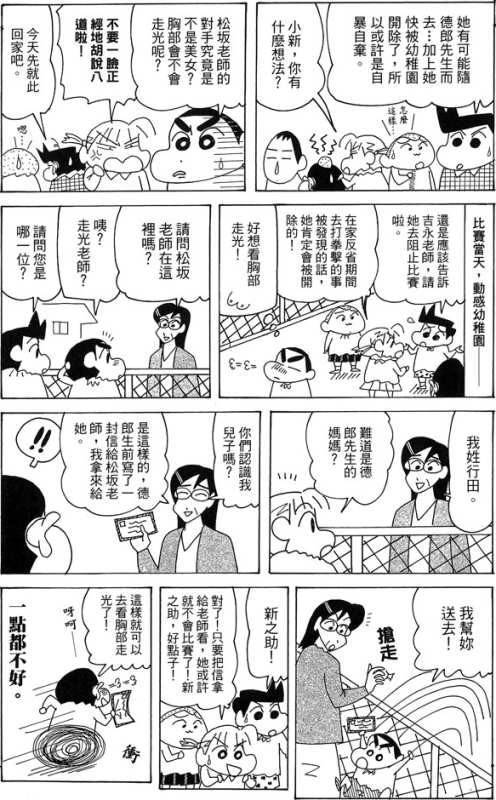 她有可能隨
德郎先生而
去…加上她
快被幼稚園
開除了，所
以或許是自
暴自棄。
怎麼
這樣…
小新，你有
什麼想法？
松坂老師的
對手究竟是
不是美女？
胸部會不會
走光呢？
不要一臉正
經地胡說八
道啦！
嗯…
今天先就此
回家吧。
比賽當天，動感幼稚園——
還是應該告訴
吉永老師，請
她去阻止比賽
啦。
在家反省期間
去打拳擊的事
被發現的話，
她肯定會被開
除的！
好想看胸部
走光！
請問松坂
老師在這
裡嗎？
咦？
走光老師？
請問您是
哪一位？
我姓行田。
難道是德
郎先生的
媽媽？
你們認識我
兒子嗎？
是這樣的，德
郎生前寫了一
封信給松坂老
師，我拿來給
她。
!!
我幫妳
送去！
搶走
新之助！
對了！只要把信拿
給老師看，她或許
就不會比賽了！新
之助，好點子！
這樣就可以
去看胸部走
光了！
呀呵——
衝
一點都不好。